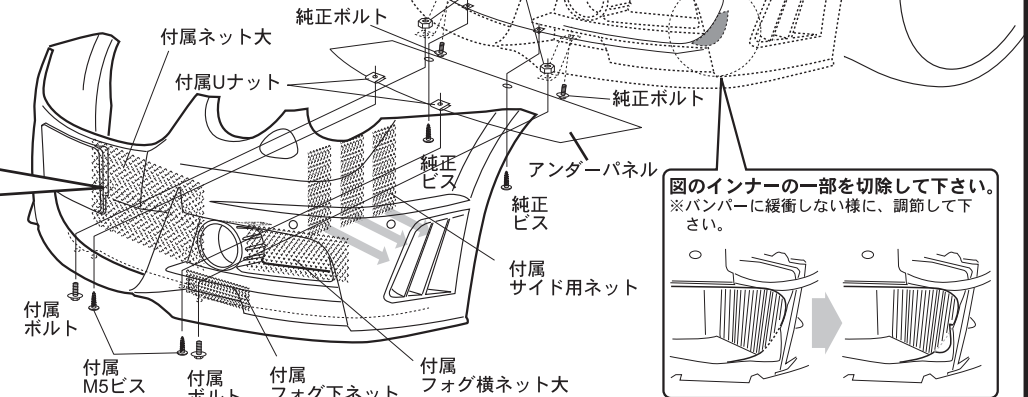 純正ボルト
付属ネット大
付属Uナット
純正ボルト
純正
ビス
アンダーパネル
純正
ビス
図のインナーの一部を切除して下さい。
※バンパーに緩衝しない様に、調節して下
さい。
付属
サイド用ネット
付属
ボルト
付属
M5ビス
付属
ボルト
付属
フォグ下ネット
付属
フォグ横ネット大